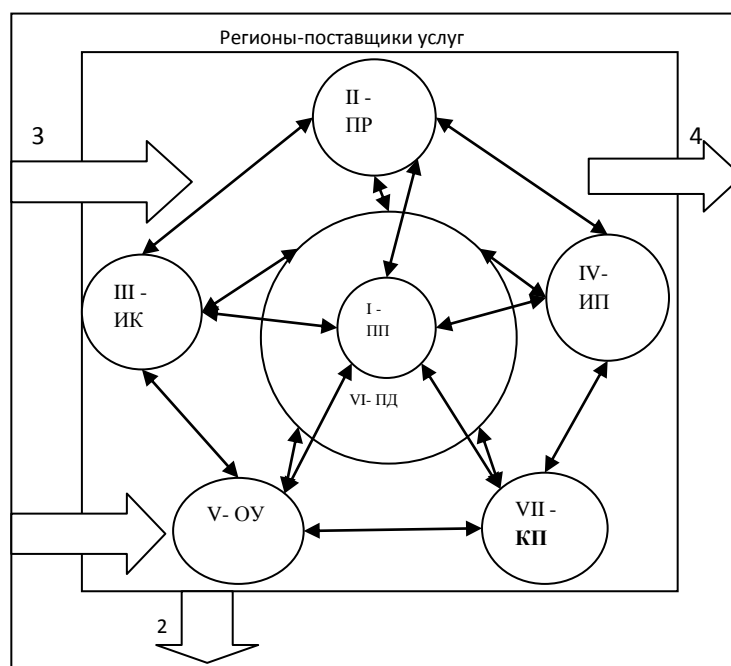 Регионы-поставщики услуг
II -
ПР
3
4
III -
ИК
IV-
ИП
I -
ПП
VI- ПД
V- ОУ
VII -
КП
2